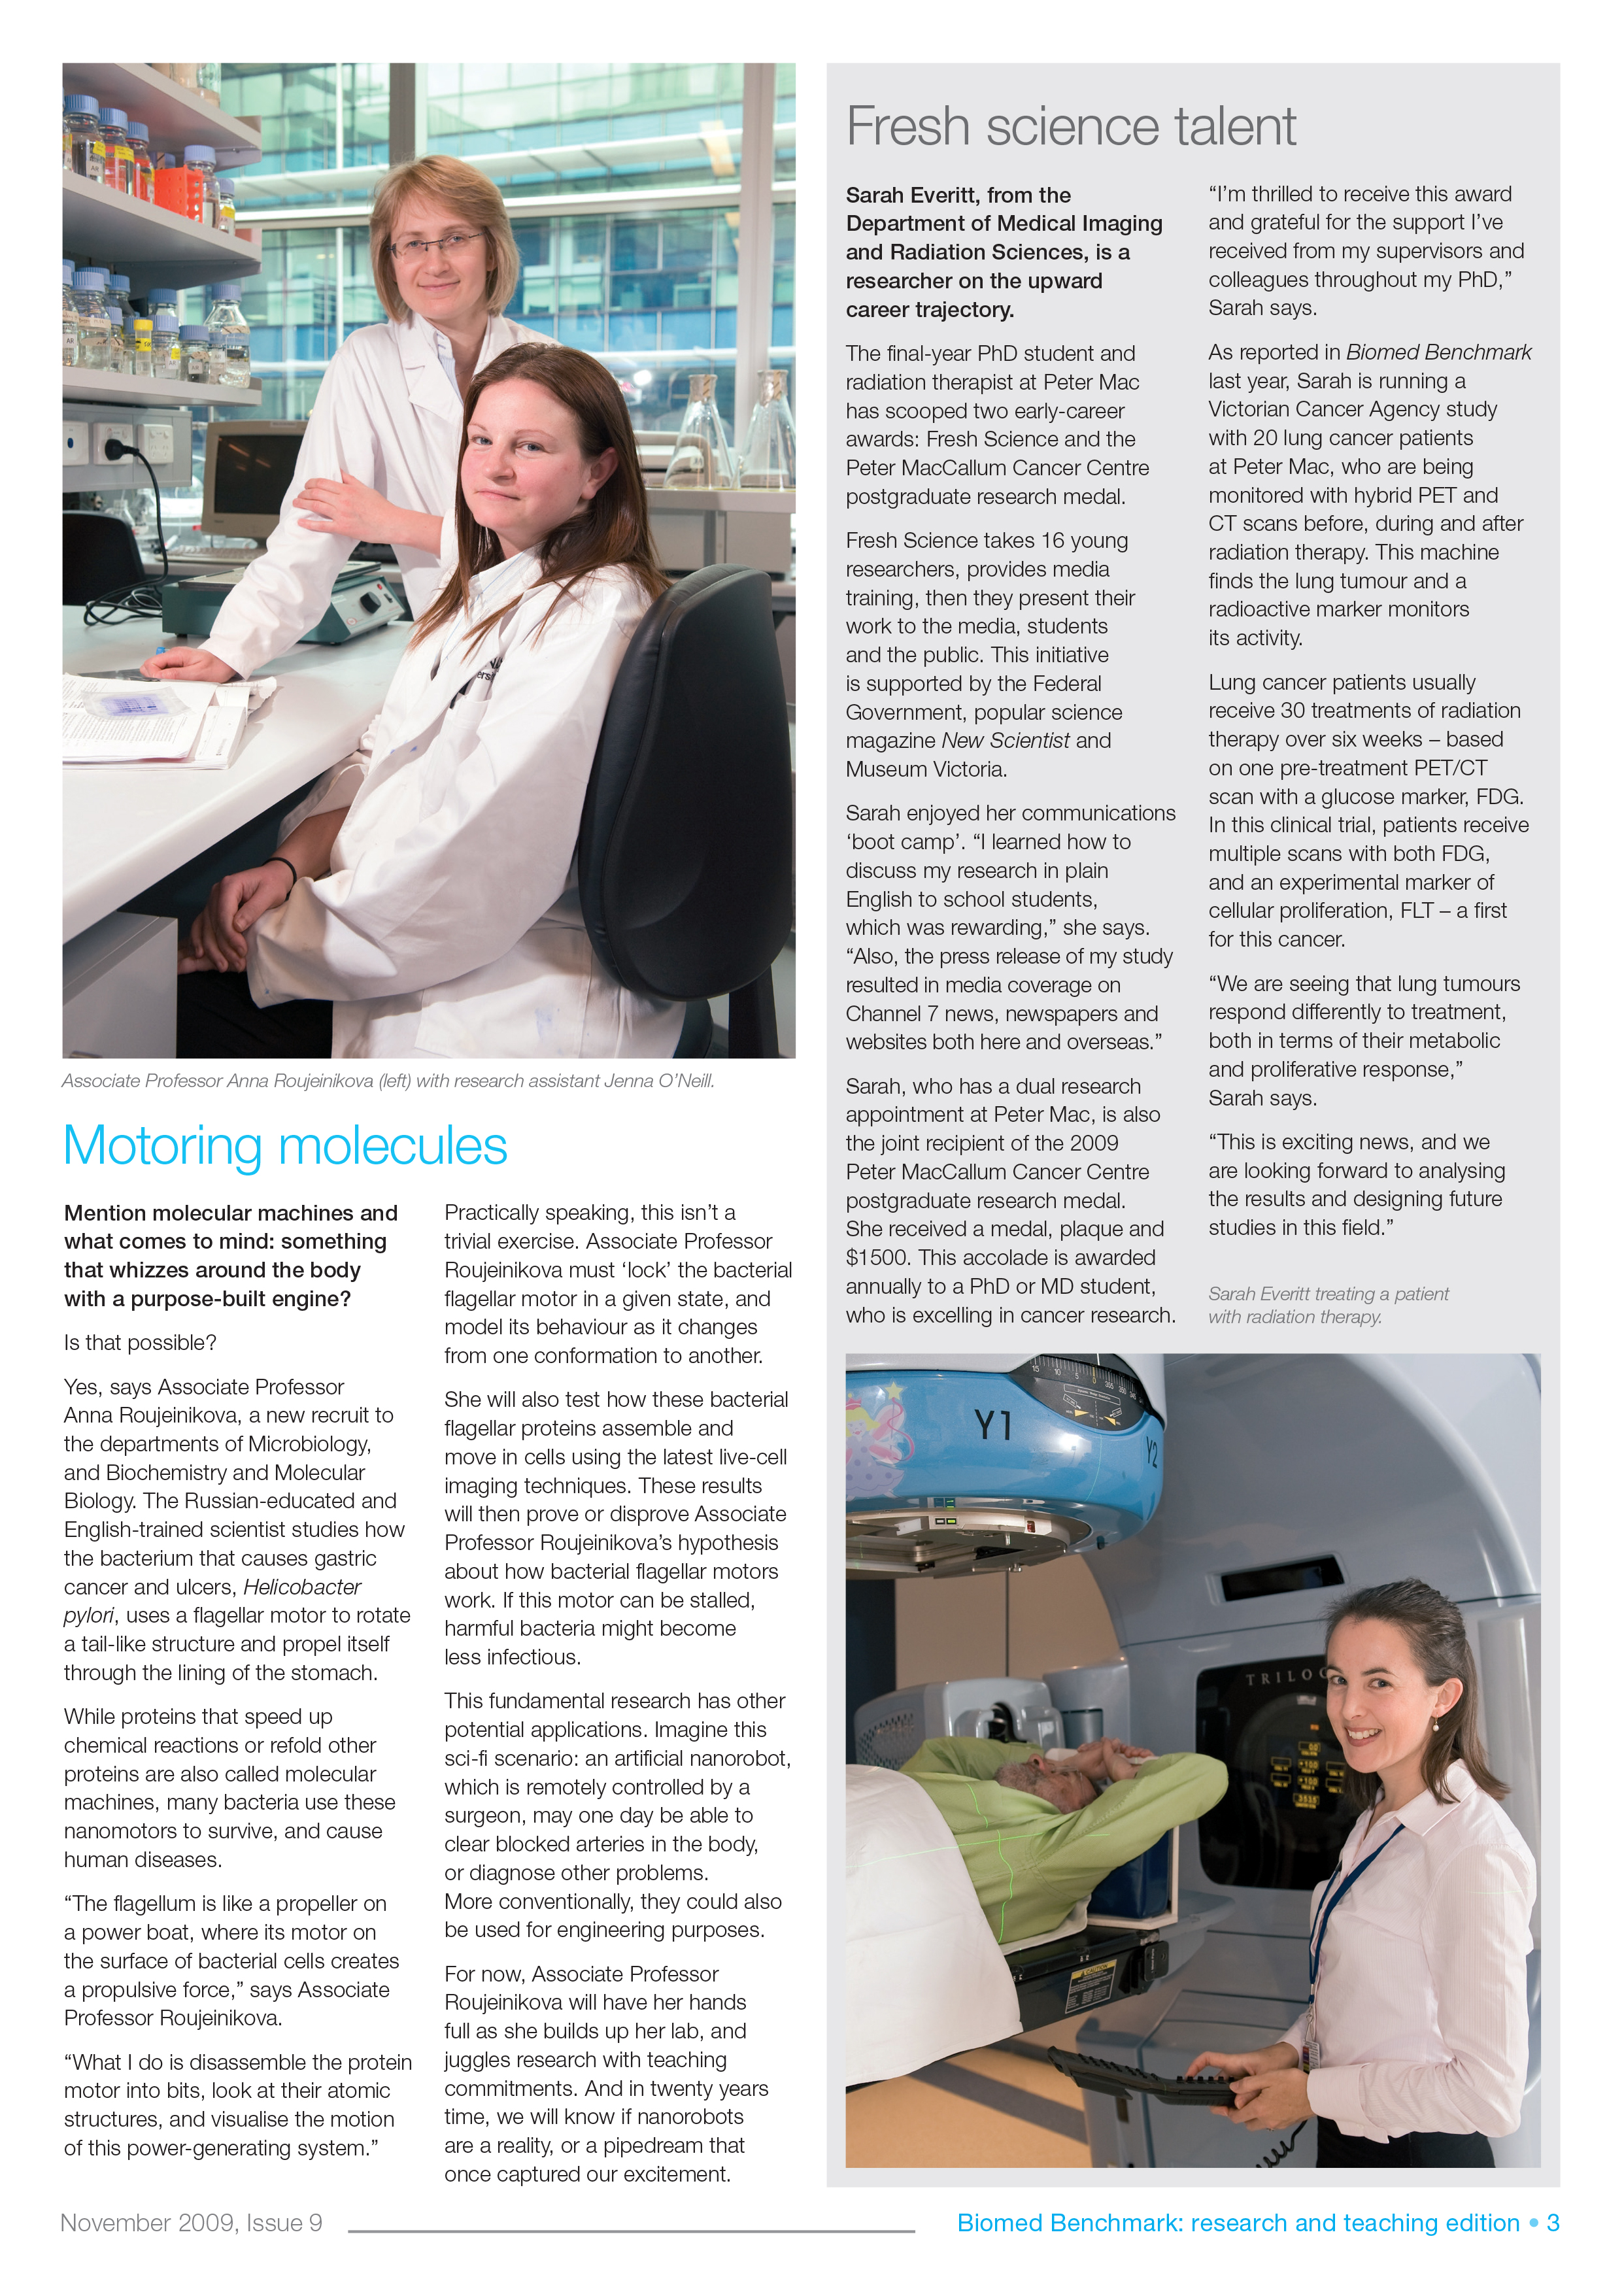 Associate Professor Anna Roujeinikova (left) with research assistant Jenna O'Neill.
Motoring molecules
Mention molecular machines and
what comes to mind: something
that whizzes around the body
with a purpose-built engine?
Is that possible?
Yes, says Associate Professor
Anna Roujeinikova, a new recruit to
the departments of Microbiology,
and Biochemistry and Molecular
Biology. The Russian-educated and
English-trained scientist studies how
the bacterium that causes gastric
cancer and ulcers, Helicobacter
pylori, uses a flagellar motor to rotate
a tail-like structure and propel itself
through the lining of the stomach.
While proteins that speed up
chemical reactions or refold other
proteins are also called molecular
machines, many bacteria use these
nanomotors to survive, and cause
human diseases.
“The flagellum is like a propeller on
a power boat, where its motor on
the surface of bacterial cells creates
a propulsive force,” says Associate
Professor Roujeinikova.
“What I do is disassemble the protein
motor into bits, look at their atomic
structures, and visualise the motion
of this power-generating system.”
Practically speaking, this isn’t a
trivial exercise. Associate Professor
Roujeinikova must ‘lock’ the bacterial
flagellar motor in a given state, and
model its behaviour as it changes
from one conformation to another.
She will also test how these bacterial
flagellar proteins assemble and
move in cells using the latest live-cell
imaging techniques. These results
will then prove or disprove Associate
Professor Roujeinikova’s hypothesis
about how bacterial flagellar motors
work. If this motor can be stalled,
harmful bacteria might become
less infectious.
This fundamental research has other
potential applications. Imagine this
sci-fi scenario: an artificial nanorobot,
which is remotely controlled by a
surgeon, may one day be able to
clear blocked arteries in the body,
or diagnose other problems.
More conventionally, they could also
be used for engineering purposes.
For now, Associate Professor
Roujeinikova will have her hands
full as she builds up her lab, and
juggles research with teaching
commitments. And in twenty years
time, we will know if nanorobots
are a reality, or a pipedream that
once captured our excitement.
Fresh science talent
Sarah Everitt, from the
Department of Medical Imaging
and Radiation Sciences, is a
researcher on the upward
career trajectory.
The final-year PhD student and
radiation therapist at Peter Mac
has scooped two early-career
awards: Fresh Science and the
Peter MacCallum Cancer Centre
postgraduate research medal.
Fresh Science takes 16 young
researchers, provides media
training, then they present their
work to the media, students
and the public. This initiative
is supported by the Federal
Government, popular science
magazine New Scientist and
Museum Victoria.
Sarah enjoyed her communications
‘boot camp’. “I learned how to
discuss my research in plain
English to school students,
which was rewarding,” she says.
“Also, the press release of my study
resulted in media coverage on
Channel 7 news, newspapers and
websites both here and overseas.”
Sarah, who has a dual research
appointment at Peter Mac, is also
the joint recipient of the 2009
Peter MacCallum Cancer Centre
postgraduate research medal.
She received a medal, plaque and
$1500. This accolade is awarded
annually to a PhD or MD student,
who is excelling in cancer research.
“I’m thrilled to receive this award
and grateful for the support I’ve
received from my supervisors and
colleagues throughout my PhD,”
Sarah says.
As reported in Biomed Benchmark
last year, Sarah is running a
Victorian Cancer Agency study
with 20 lung cancer patients
at Peter Mac, who are being
monitored with hybrid PET and
CT scans before, during and after
radiation therapy. This machine
finds the lung tumour and a
radioactive marker monitors
its activity.
Lung cancer patients usually
receive 30 treatments of radiation
therapy over six weeks – based
on one pre-treatment PET/CT
scan with a glucose marker, FDG.
In this clinical trial, patients receive
multiple scans with both FDG,
and an experimental marker of
cellular proliferation, FLT – a first
for this cancer.
“We are seeing that lung tumours
respond differently to treatment,
both in terms of their metabolic
and proliferative response,”
Sarah says.
“This is exciting news, and we
are looking forward to analysing
the results and designing future
studies in this field.”
Sarah Everitt treating a patient
with radiation therapy.
Y1
Y2
TRILOG
CAUTION
November 2009, Issue 9
Biomed Benchmark: research and teaching edition • 3